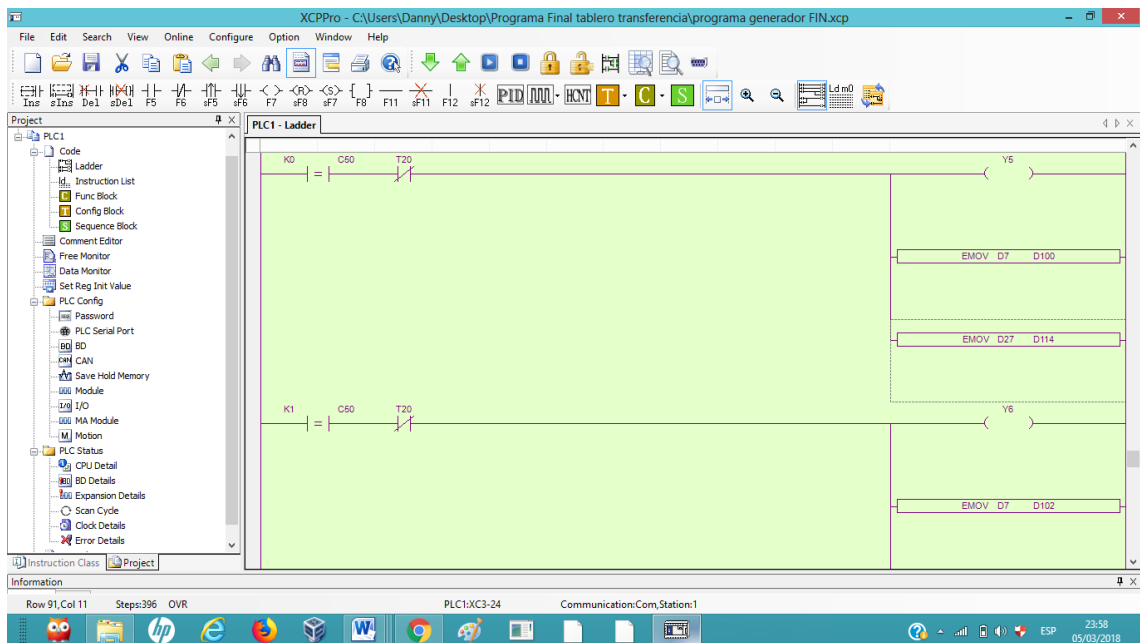 XCPPro - C:\Users\Danny\Desktop\Programa Final tablero transferencia\programa generador FIN.xcp
File Edit Search View Online Configure Option Window Help
Ins sIns Del sDel F5 F6 sF5 sF6 F7 sF8 sF7 F8 F11 sF11 F12 sF12 PID HCNT T C S Ld m0
Project
PLC1 - Ladder
PLC1
Code
Ladder
Instruction List
Func Block
Config Block
Sequence Block
Comment Editor
Free Monitor
Data Monitor
Set Reg Init Value
PLC Config
Password
PLC Serial Port
BD BD
CAN CAN
Save Hold Memory
Module
I/O I/O
MA Module
M Motion
PLC Status
CPU Detail
BD BD Details
Expansion Details
Scan Cycle
Clock Details
Error Details
K0 = C60 T20 Y5
EMOV D7 D100
EMOV D27 D114
K1 = C60 T20 Y6
EMOV D7 D102
Instruction Class Project
Information
Row 91,Col 11 Steps:396 OVR PLC1:XC3-24 Communication:Com,Station:1
ESP 23:58
05/03/2018